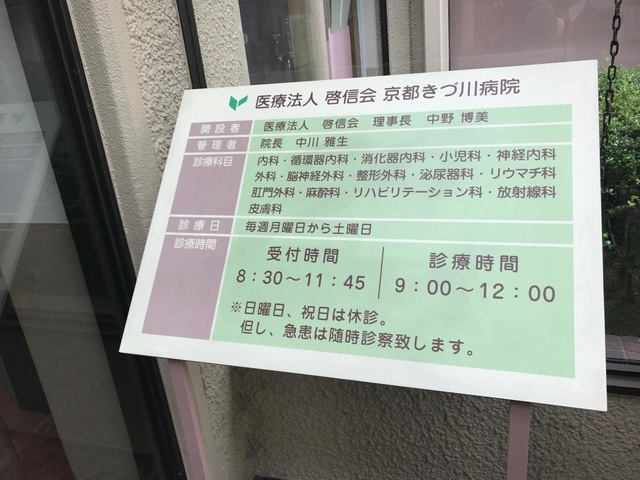 医療法人 啓信会 京都きづ川病院
開設者 医療法人 啓信会 理事長 中野 博美
管理者 院長 中川 雅生
診療科目 内科・循環器内科・消化器内科・小児科・神経内科
外科・脳神経外科・整形外科・泌尿器科・リウマチ科
肛門外科・麻酔科・リハビリテーション科・放射線科
皮膚科
診療日 毎週月曜日から土曜日
診療時間 受付時間 診療時間
8:30～11:45 9:00～12:00
※日曜日、祝日は休診。
但し、急患は随時診察致します。